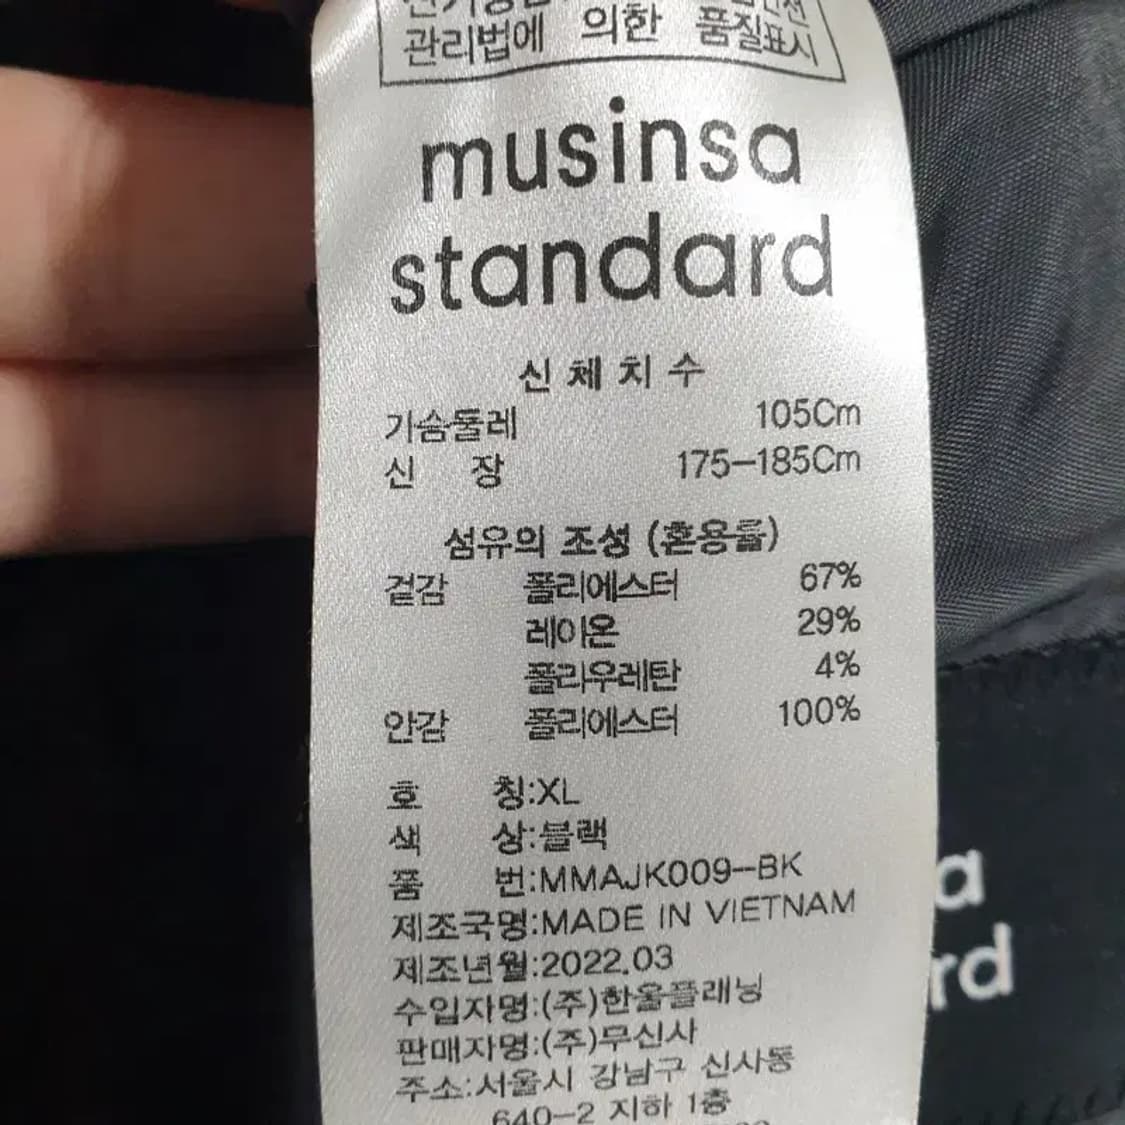 관리법에 의한 품질표시
musinsa
standard
신체치수
가슴둘레 105Cm
신 장 175-185Cm
섬유의 조성 (혼용률)
겉감 폴리에스터 67%
레이온 29%
폴리우레탄 4%
안감 폴리에스터 100%
호 칭:XL
색 상:블랙
품 번:MMAJK009-BK
제조국명:MADE IN VIETNAM
제조년월:2022.03
수입자명:(주)한울플래닝
판매자명:(주)무신사
주소:서울시 강남구 신사동
640-2 지하 1층
a
rd